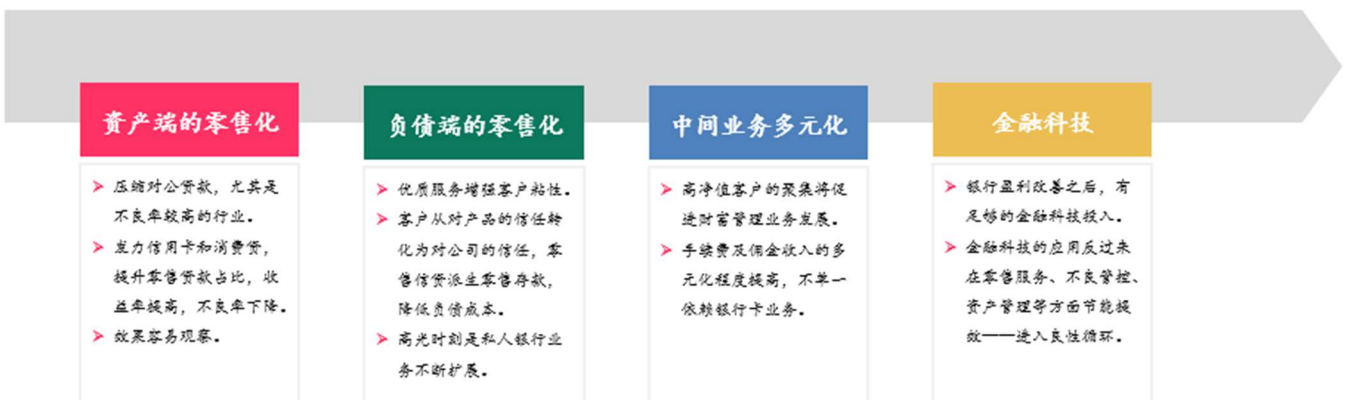 资产端的零售化
压缩对公贷款，尤其是
不良率较高的行业。
发力信用卡和消费贷，
提升零售贷款占比，收
益率提高，不良率下降。
效果容易观察。
负债端的零售化
优质服务增强客户粘性。
客户从对产品的信任转
化为对公司的信任，零
售信贷派生零售存款，
降低负债成本。
高光时刻是私人银行业
务不断扩展。
中间业务多元化
高净值客户的聚集将促
进财富管理业务发展。
手续费及佣金收入的多
元化程度提高，不单一
依赖银行卡业务。
金融科技
银行盈利改善之后，有
足够的金融科技投入。
金融科技的应用反过来
在零售服务、不良管控、
资产管理等方面节能提
效——进入良性循环。